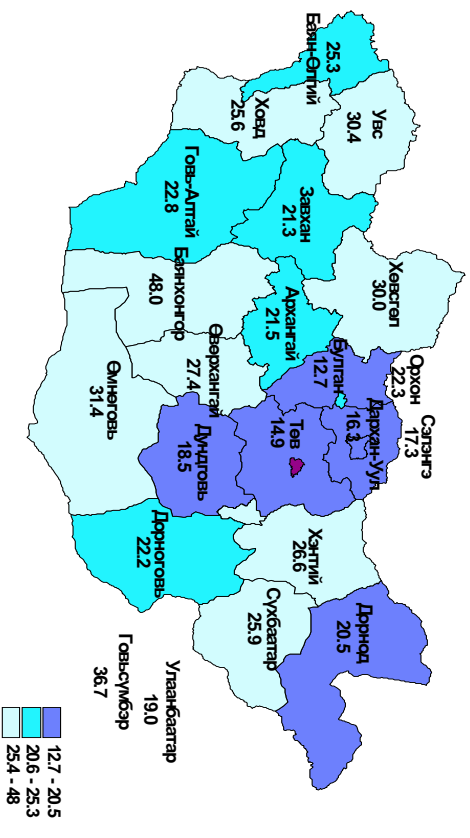 Баян-Өлгий
25.3
Увс
30.4
Ховд
25.6
Говь-Алтай
22.8
Завхан
21.3
Хөвсгөл
30.0
Баянхонгор
48.0
Архангай
21.5
Өвөрхангай
27.4
Өмнөговь
31.4
Булган
12.7
Орхон
22.3
Сэлэнгэ
17.3
Дархан-Уул
16.3
Төв
14.9
Дундговь
18.5
Дорноговь
22.2
Хэнтий
26.6
Сүхбаатар
25.9
Дорнод
20.5
Улаанбаатар
19.0
Говьсүмбэр
36.7
12.7 - 20.5
20.6 - 25.3
25.4 - 48